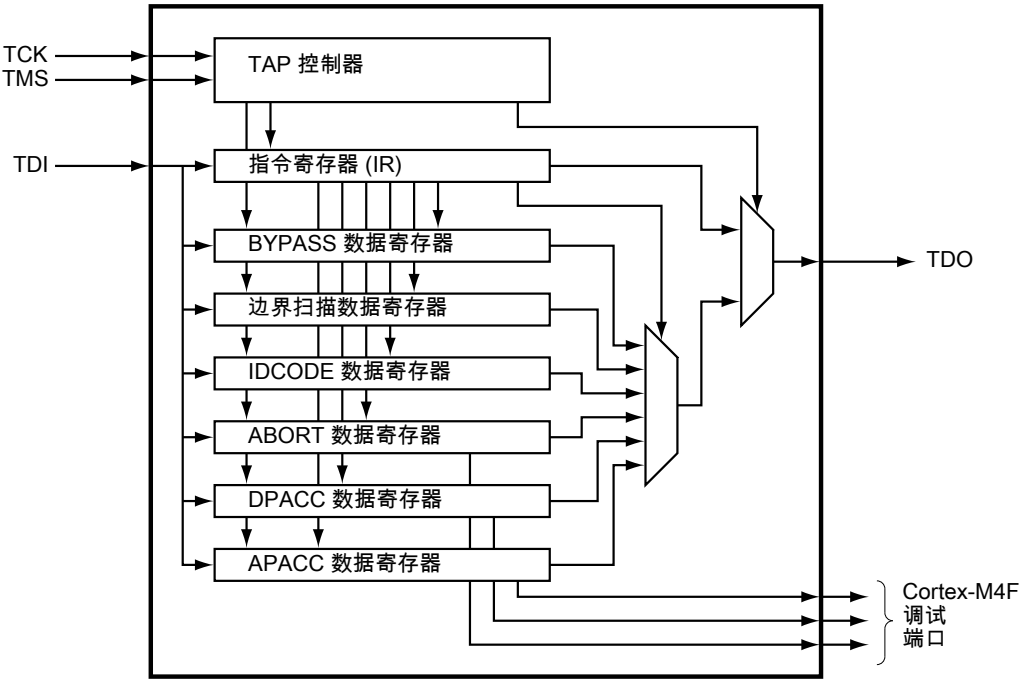 TCK
TMS
TAP 控制器
TDI
指令寄存器 (IR)
BYPASS 数据寄存器
TDO
边界扫描数据寄存器
IDCODE 数据寄存器
ABORT 数据寄存器
DPACC 数据寄存器
APACC 数据寄存器
Cortex-M4F
调试
端口